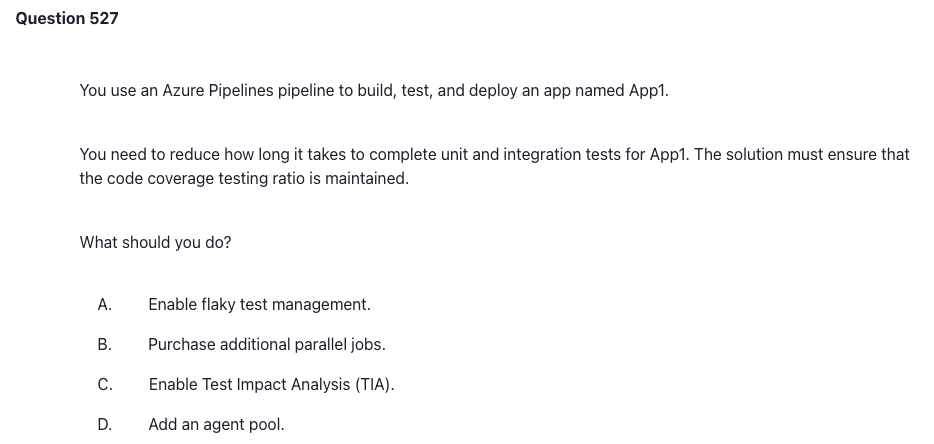 Question 527
You use an Azure Pipelines pipeline to build, test, and deploy an app named App1.
You need to reduce how long it takes to complete unit and integration tests for App1. The solution must ensure that
the code coverage testing ratio is maintained.
What should you do?
A. Enable flaky test management.
B. Purchase additional parallel jobs.
C. Enable Test Impact Analysis (TIA).
D. Add an agent pool.